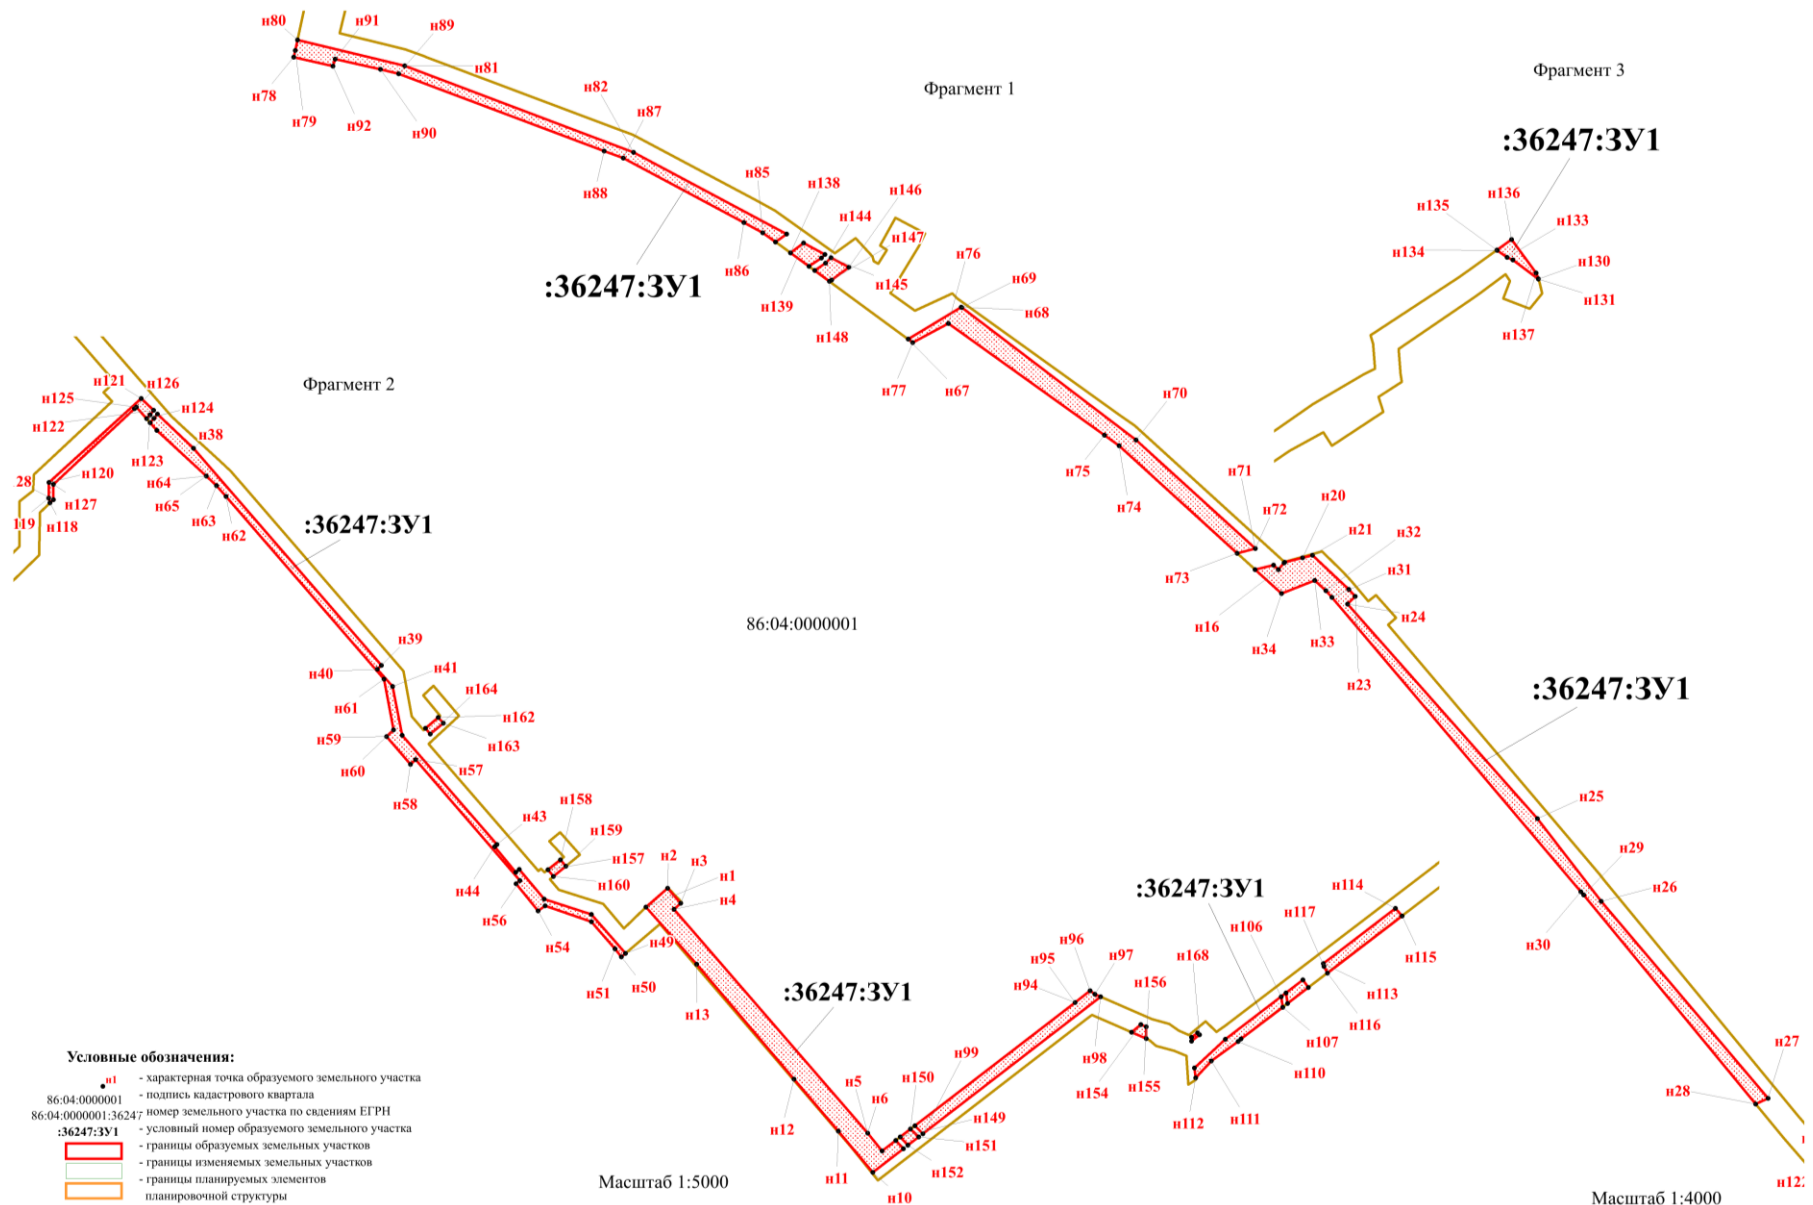 Фрагмент 1
н80
н91
н89
н81
н78
н79
н92
н90
н82
н87
н88
н85
н138
н144
н146
н147
н86
н139
н145
н148
н76
н69
н68
н77
н67
н70
н75
н74
н71
н72
н20
н21
н32
н31
н24
н73
н16
н34
н33
н23
:36247:ЗУ1
:36247:ЗУ1
н25
н29
н26
н30
н27
н28
н122
Масштаб 1:4000
Фрагмент 3
:36247:ЗУ1
н136
н135
н133
н134
н130
н131
н137
Фрагмент 2
н121
н126
н125
н124
н122
н38
н123
н120
28
н64
н127
н65
119
н118
н63
н62
:36247:ЗУ1
86:04:0000001
н39
н40
н41
н61
н164
н162
н59
н163
н60
н57
н58
н43
н158
н159
н157
н44
н160
н56
н54
н2
н3
н1
н4
н49
н50
н51
н13
:36247:ЗУ1
н12
н5
н6
н11
н10
н150
н99
н149
н151
н152
н96
н95
н97
н94
н98
н156
н154
н155
н168
:36247:ЗУ1
н106
н117
н114
н115
н113
н116
н107
н110
н111
н112
Масштаб 1:5000
Условные обозначения:
н1 - характерная точка образуемого земельного участка
86:04:0000001 - подпись кадастрового квартала
86:04:0000001:36247 - номер земельного участка по свдениям ЕГРН
:36247:ЗУ1 - условный номер образуемого земельного участка
- границы образуемых земельных участков
- границы изменяемых земельных участков
- границы планируемых элементов
планировочной структуры